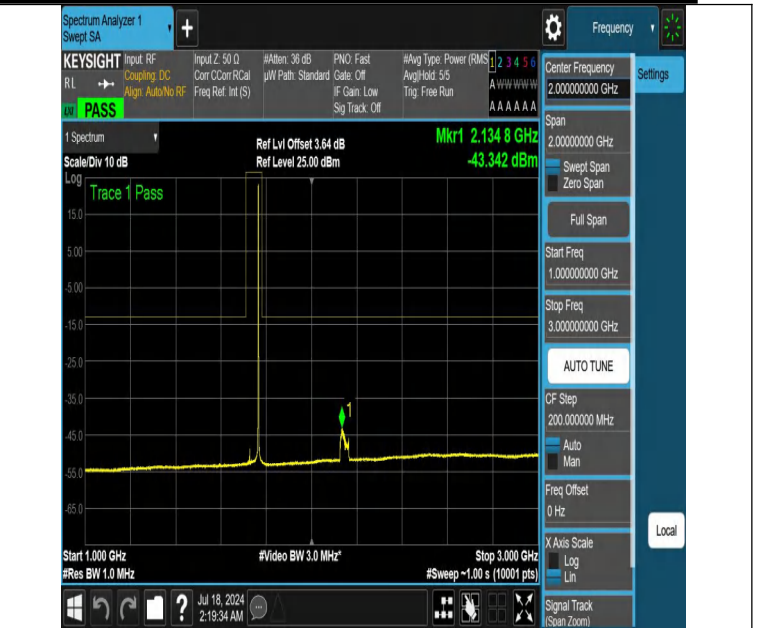 Spectrum Analyzer 1
Swept SA
+
Frequency
KEYSIGHT
RL
PASS
Input: RF
Coupling: DC
Align: Auto/No RF
Input Z: 50 Ω
Corr CCorr RCal
Freq Ref: Int (S)
#Atten: 36 dB
µW Path: Standard
PNO: Fast
Gate: Off
IF Gain: Low
Sig Track: Off
#Avg Type: Power (RMS
Avg|Hold: 5/5
Trig: Free Run
1 2 3 4 5 6
A W W W W W
A A A A A A
Center Frequency
2.000000000 GHz
Settings
1 Spectrum
Scale/Div 10 dB
Log
Ref Lvl Offset 3.64 dB
Ref Level 25.00 dBm
Mkr1 2.134 8 GHz
-43.342 dBm
Trace 1 Pass
15.0
5.00
-5.00
-15.0
-25.0
-35.0
-45.0
-55.0
-65.0
1
Start 1.000 GHz
#Res BW 1.0 MHz
#Video BW 3.0 MHz*
Stop 3.000 GHz
#Sweep ~1.00 s (10001 pts)
Span
2.00000000 GHz
Swept Span
Zero Span
Full Span
Start Freq
1.000000000 GHz
Stop Freq
3.000000000 GHz
AUTO TUNE
CF Step
200.000000 MHz
Auto
Man
Freq Offset
0 Hz
X Axis Scale
Log
Lin
Local
Signal Track
(Span Zoom)
?
Jul 18, 2024
2:19:34 AM